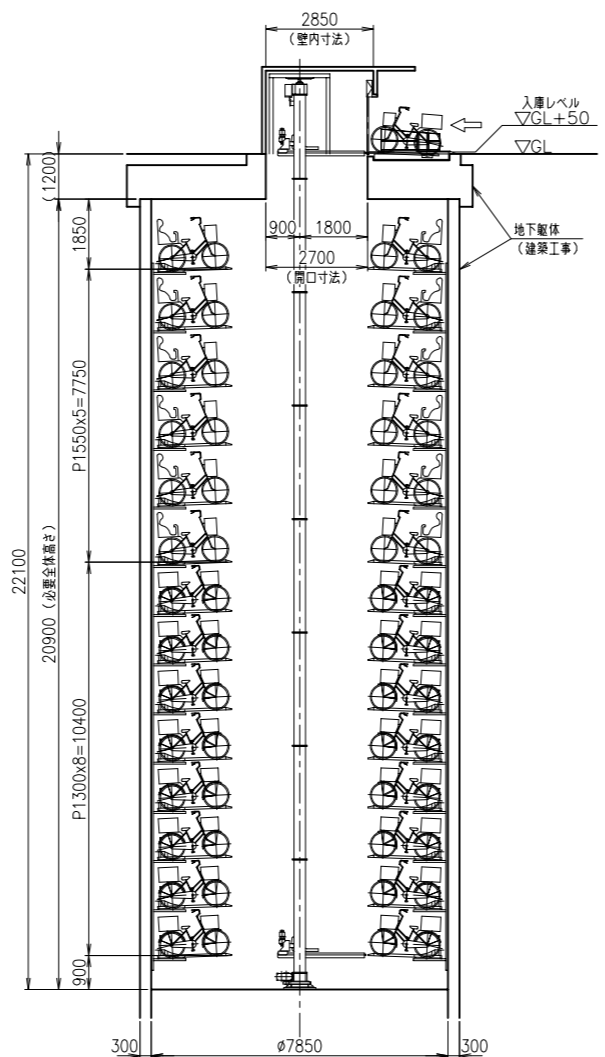 2850
(壁内寸法)
入庫レベル
▽GL+50
▽GL
(1200)
900
1800
2700
(開口寸法)
地下躯体
(建築工事)
1850
P1550x5=7750
22100
20900(必要全体高さ)
P1300x8=10400
900
300
ø7850
300